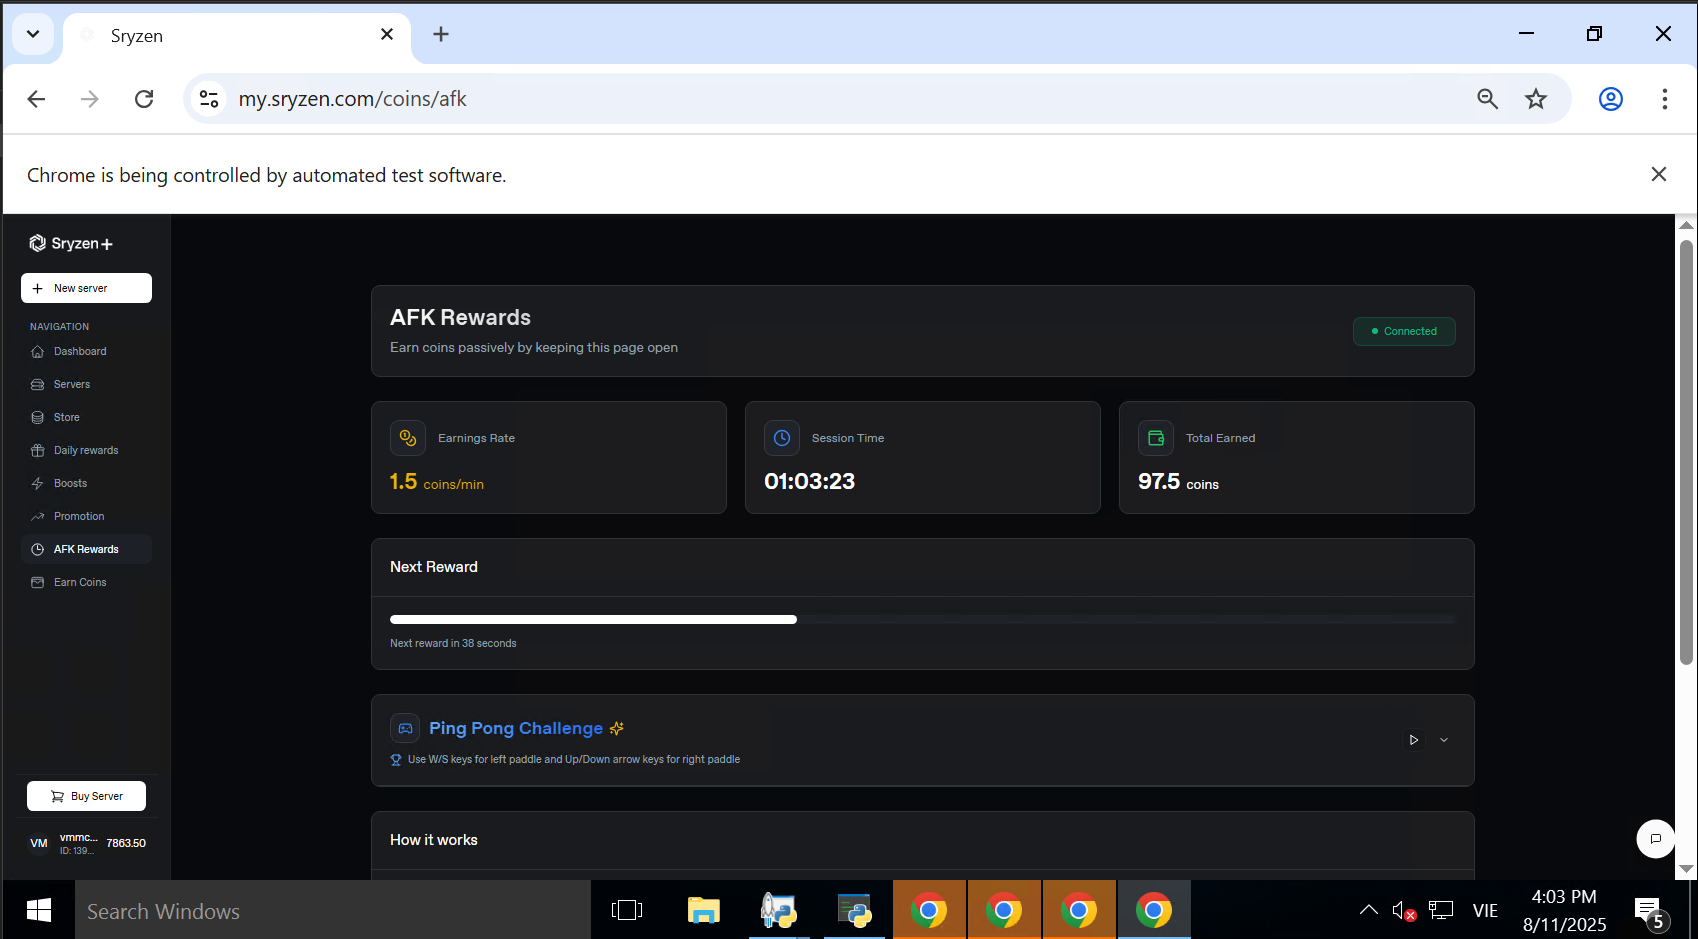 Sryzen
my.sryzen.com/coins/afk
Chrome is being controlled by automated test software.
Sryzen+
New server
NAVIGATION
Dashboard
Servers
Store
Daily rewards
Boosts
Promotion
AFK Rewards
Earn Coins
Buy Server
VM
vmmc...
ID: 139...
7863.50
AFK Rewards
Earn coins passively by keeping this page open
Connected
Earnings Rate
1.5 coins/min
Session Time
01:03:23
Total Earned
97.5 coins
Next Reward
Next reward in 38 seconds
Ping Pong Challenge
Use W/S keys for left paddle and Up/Down arrow keys for right paddle
How it works
Search Windows
VIE
4:03 PM
8/11/2025
5